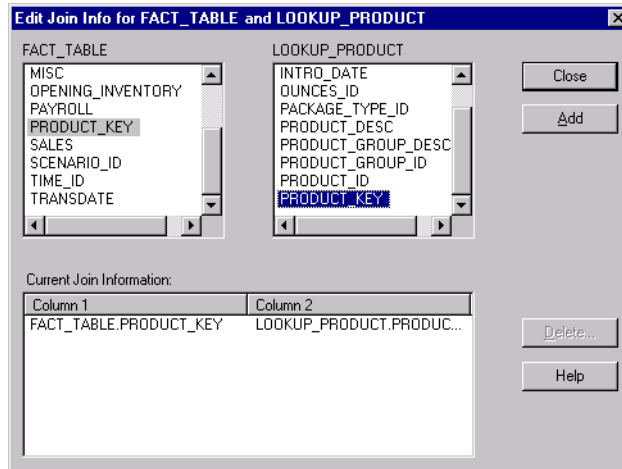 Edit Join Info for FACT_TABLE and LOOKUP_PRODUCT
FACT_TABLE
MISC
OPENING_INVENTORY
PAYROLL
PRODUCT_KEY
SALES
SCENARIO_ID
TIME_ID
TRANSDATE
LOOKUP_PRODUCT
INTRO_DATE
OUNCES_ID
PACKAGE_TYPE_ID
PRODUCT_DESC
PRODUCT_GROUP_DESC
PRODUCT_GROUP_ID
PRODUCT_ID
PRODUCT_KEY
Close
Add
Current Join Information:
Column 1 Column 2
FACT_TABLE.PRODUCT_KEY LOOKUP_PRODUCT.PRODUC...
Delete...
Help